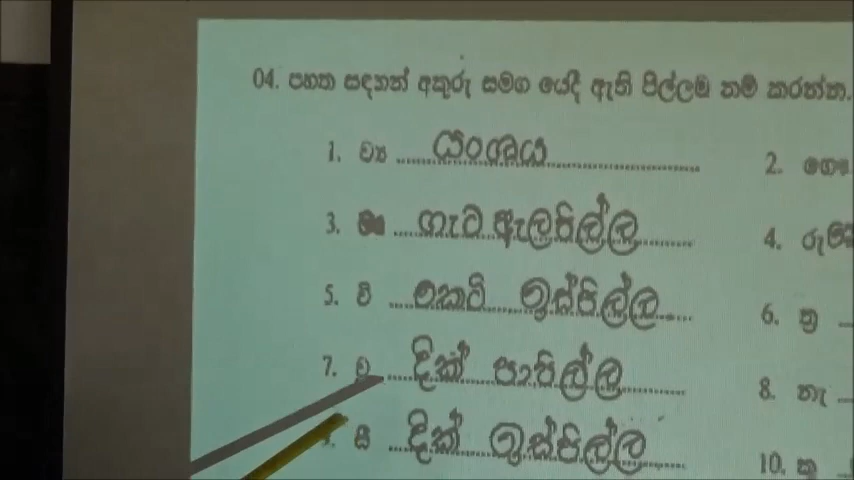 04. පහත සඳහන් අකුරු සමග යෙදී ඇති පිල්ලම් නම් කරන්න.
1. ව්‍ය යංශය 2.
3. ගැට ඇලපිල්ල 4.
5. වි කෙටි ඉස්පිල්ල 6.
7. දික් පාපිල්ල 8. හැ
සී දික් ඉස්පිල්ල 10.